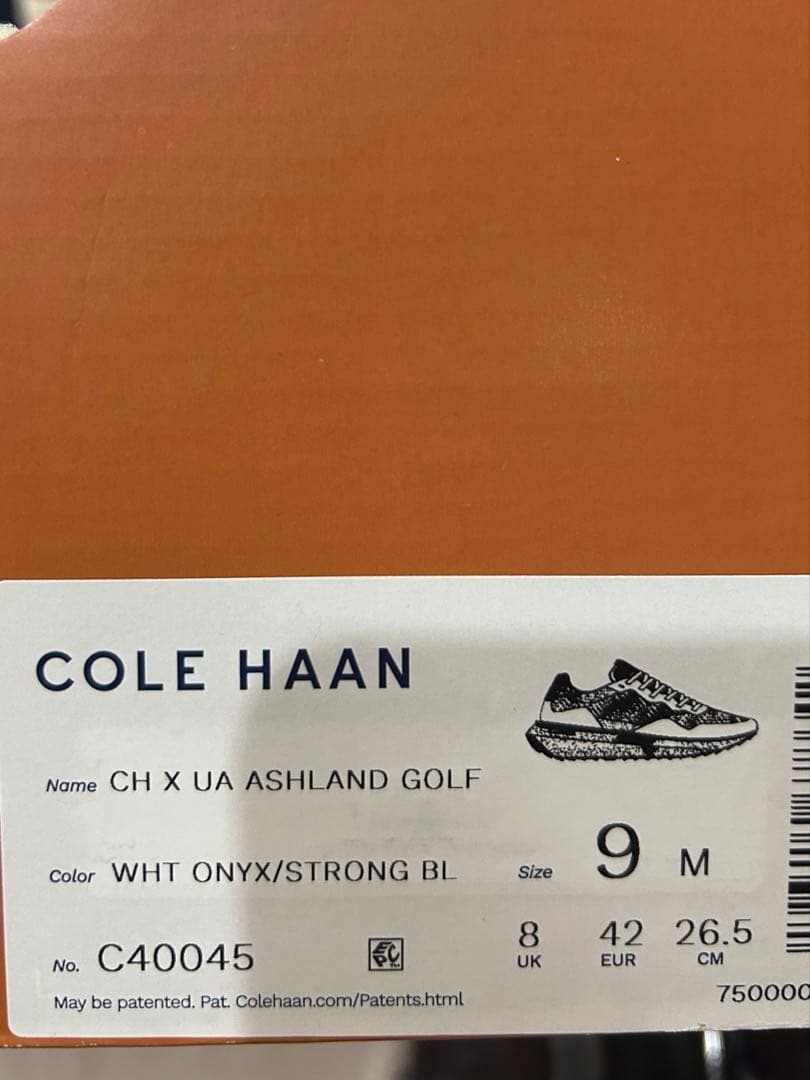 COLE HAAN
Name CH X UA ASHLAND GOLF
Color WHT ONYX/STRONG BL
Size 9 M
No. C40045
8 42 26.5
UK EUR CM
May be patented. Pat. Colehaan.com/Patents.html
750000